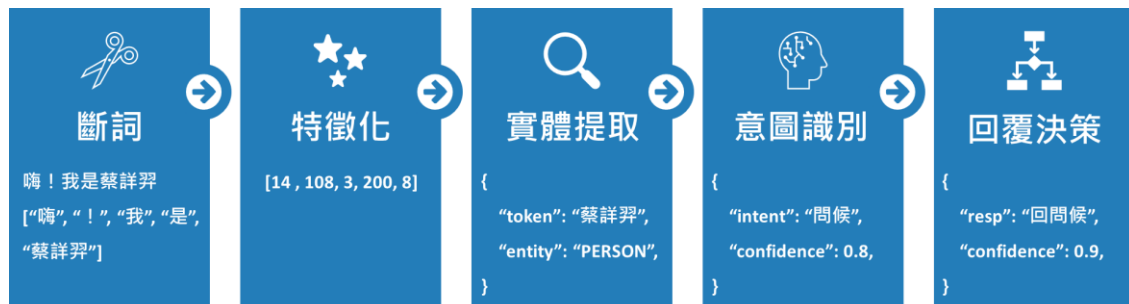 斷詞
嗨！我是蔡詳羿
[“嗨”, “！”, “我”, “是”,
“蔡詳羿”]
特徵化
[14 , 108, 3, 200, 8]
實體提取
{
“token”: “蔡詳羿”,
“entity”: “PERSON”,
}
意圖識別
{
“intent”: “問候”,
“confidence”: 0.8,
}
回覆決策
{
“resp”: “回問候”,
“confidence”: 0.9,
}